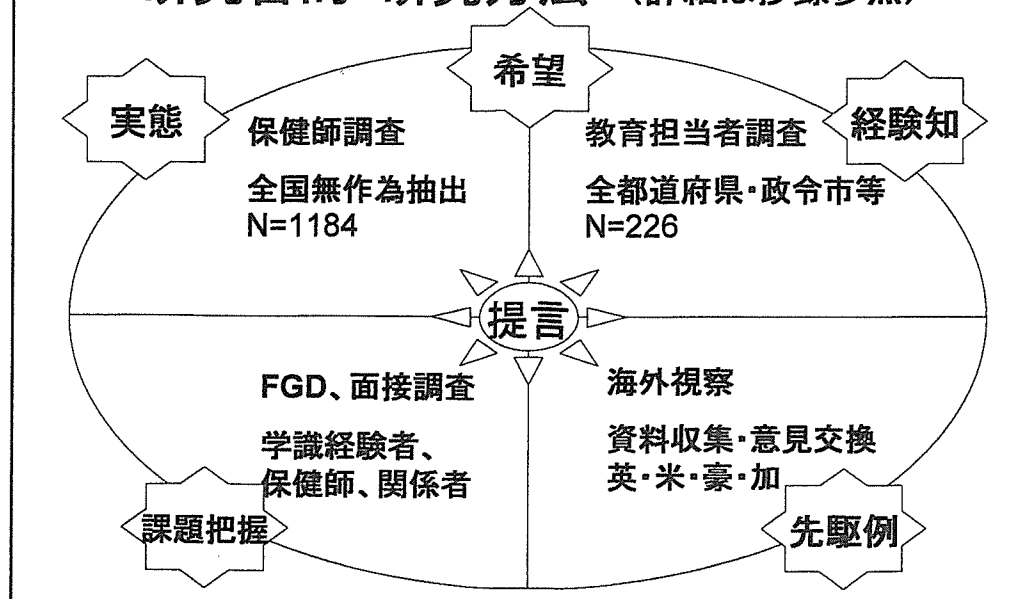 希望
実態
保健師調査
全国無作為抽出
N=1184
教育担当者調査
経験知
全都道府県・政令市等
N=226
提言
FGD、面接調査
学識経験者、
保健師、関係者
課題把握
海外視察
資料収集・意見交換
英・米・豪・加
先駆例